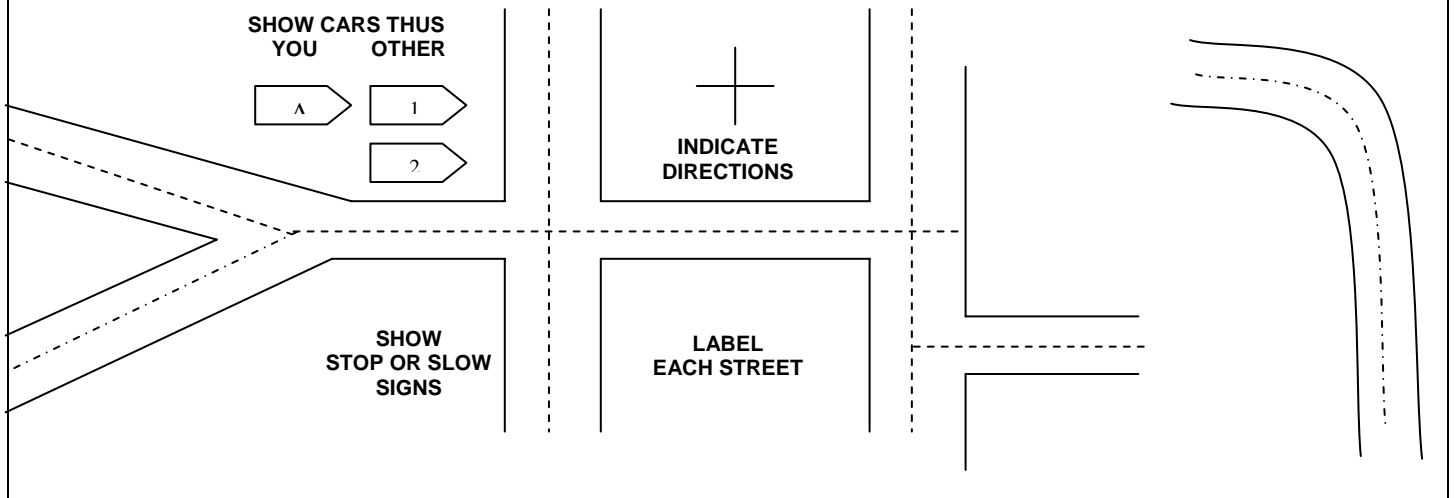 SHOW CARS THUS
YOU OTHER
A 1
2
INDICATE
DIRECTIONS
SHOW
STOP OR SLOW
SIGNS
LABEL
EACH STREET